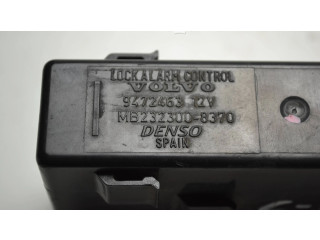 LOCK ALARM CONTROL
VOLVO
9472463 12V
MB232300-8370
DENSO
SPAIN